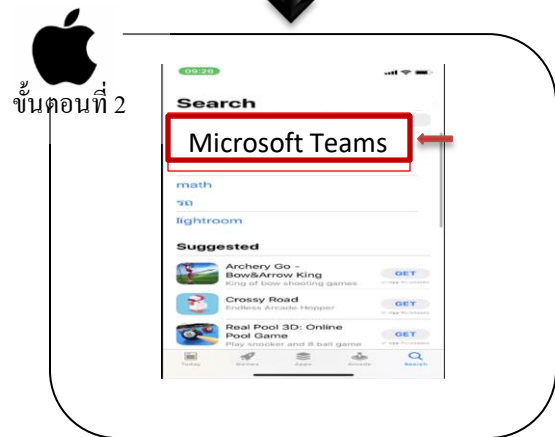 ขั้นตอนที่ 2
09:26
Search
Microsoft Teams
math
รถ
lightroom
Suggested
Archery Go –
Bow&Arrow King
King of bow shooting games
GET
Crossy Road
Endless Arcade Hopper
GET
Real Pool 3D: Online
Pool Game
Play snooker and 8 ball game
GET
Today
Games
Apps
Arcade
Search